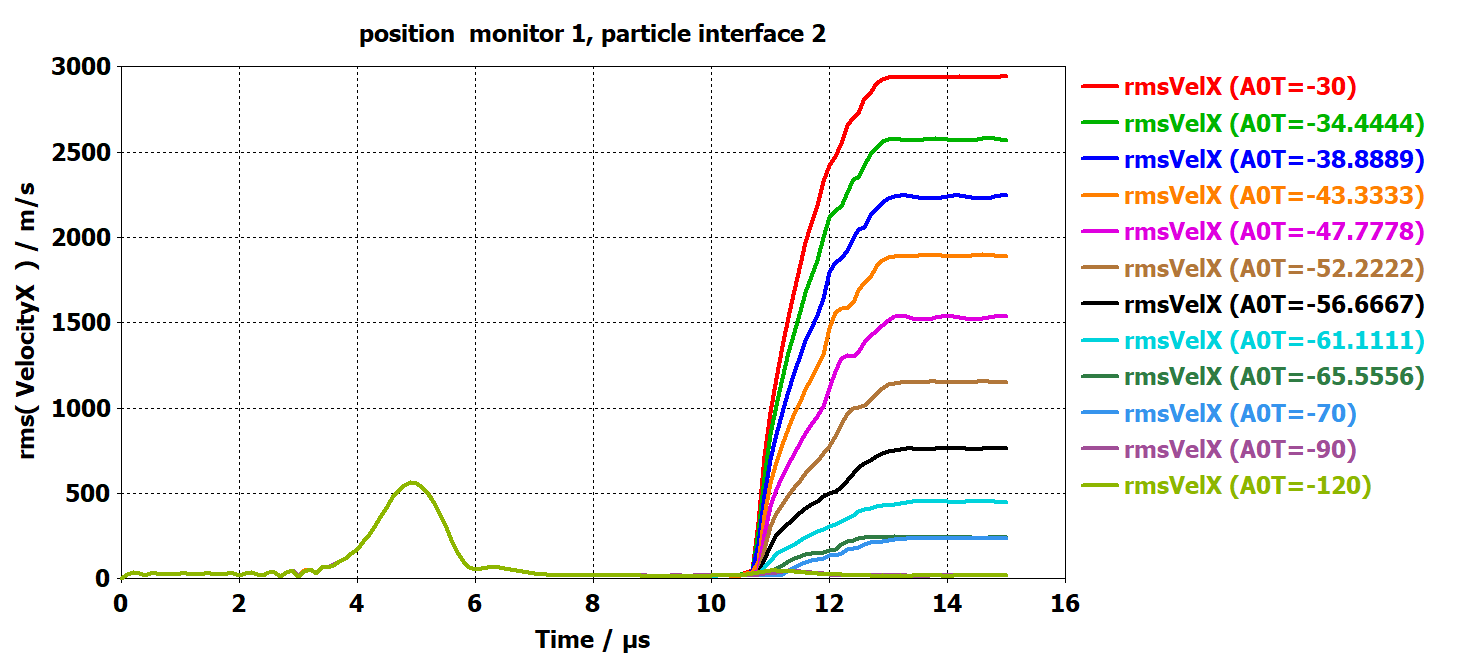 position  monitor 1, particle interface 2
rms( VelocityX  ) / m/s
3000
2500
2000
1500
1000
500
0
0 2 4 6 8 10 12 14 16
Time / µs
rmsVelX (A0T=-30)
rmsVelX (A0T=-34.4444)
rmsVelX (A0T=-38.8889)
rmsVelX (A0T=-43.3333)
rmsVelX (A0T=-47.7778)
rmsVelX (A0T=-52.2222)
rmsVelX (A0T=-56.6667)
rmsVelX (A0T=-61.1111)
rmsVelX (A0T=-65.5556)
rmsVelX (A0T=-70)
rmsVelX (A0T=-90)
rmsVelX (A0T=-120)